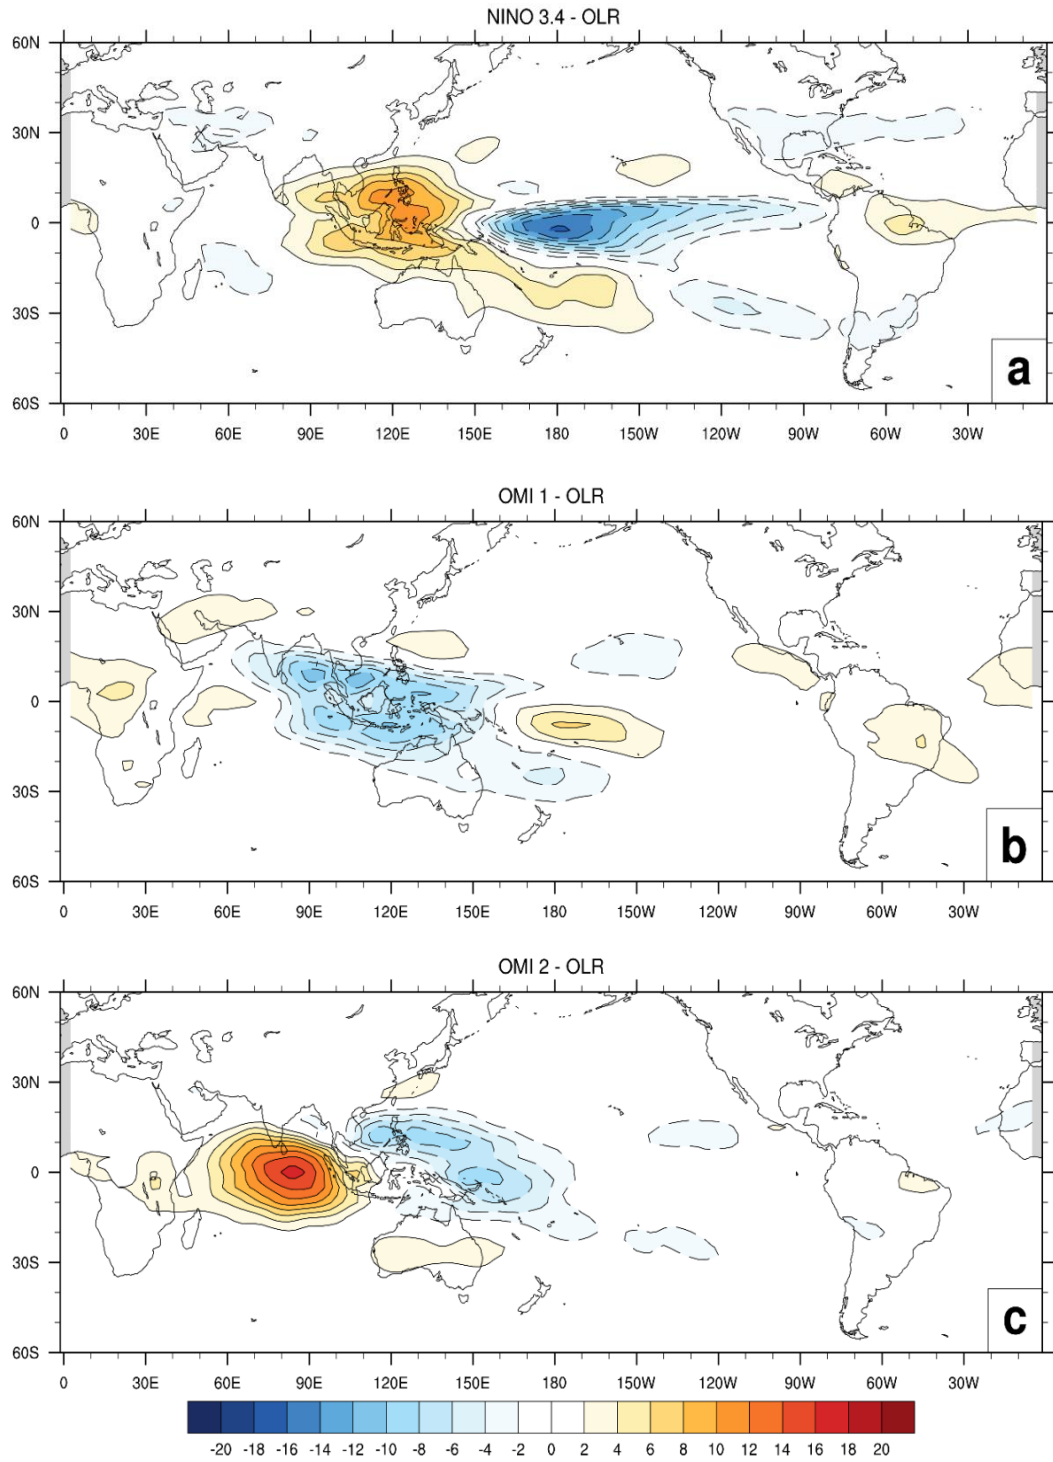 NINO 3.4 - OLR
60N
30N
0
30S
60S
a
0 30E 60E 90E 120E 150E 180 150W 120W 90W 60W 30W
OMI 1 - OLR
60N
30N
0
30S
60S
b
0 30E 60E 90E 120E 150E 180 150W 120W 90W 60W 30W
OMI 2 - OLR
60N
30N
0
30S
60S
c
0 30E 60E 90E 120E 150E 180 150W 120W 90W 60W 30W
-20 -18 -16 -14 -12 -10 -8 -6 -4 -2 0 2 4 6 8 10 12 14 16 18 20